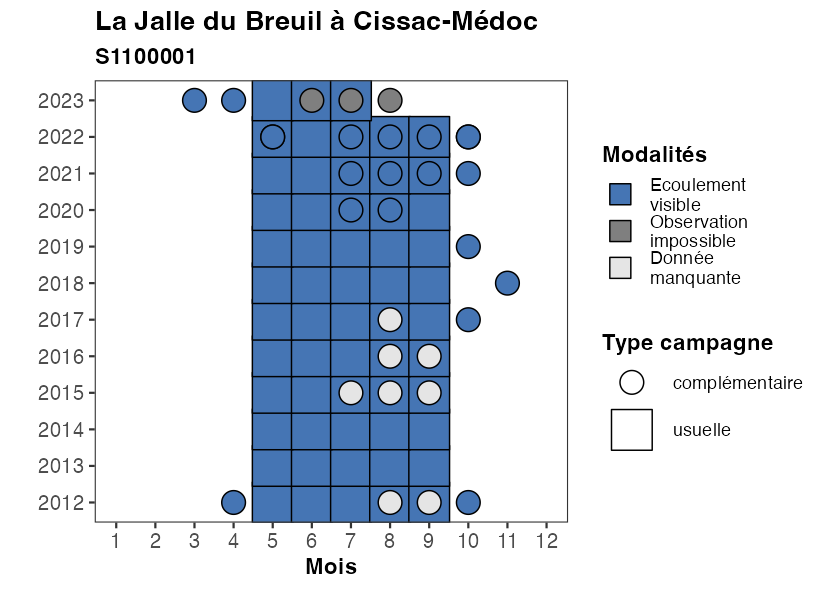 La Jalle du Breuil à Cissac-Médoc
S1100001
2023
2022
2021
2020
2019
2018
2017
2016
2015
2014
2013
2012
1 2 3 4 5 6 7 8 9 10 11 12
Mois
Modalités
Ecoulement
visible
Observation
impossible
Donnée
manquante
Type campagne
complémentaire
usuelle